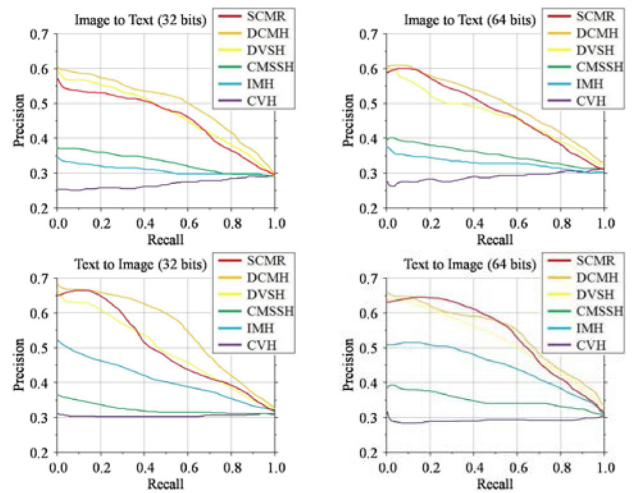 Image to Text (32 bits)
SCMR
DCMH
DVSH
CMSSH
IMH
CVH
Precision
0.7
0.6
0.5
0.4
0.3
0.2
0.0 0.2 0.4 0.6 0.8 1.0
Recall
Image to Text (64 bits)
SCMR
DCMH
DVSH
CMSSH
IMH
CVH
Precision
0.7
0.6
0.5
0.4
0.3
0.2
0.0 0.2 0.4 0.6 0.8 1.0
Recall
Text to Image (32 bits)
SCMR
DCMH
DVSH
CMSSH
IMH
CVH
Precision
0.7
0.6
0.5
0.4
0.3
0.2
0.0 0.2 0.4 0.6 0.8 1.0
Recall
Text to Image (64 bits)
SCMR
DCMH
DVSH
CMSSH
IMH
CVH
Precision
0.7
0.6
0.5
0.4
0.3
0.2
0.0 0.2 0.4 0.6 0.8 1.0
Recall